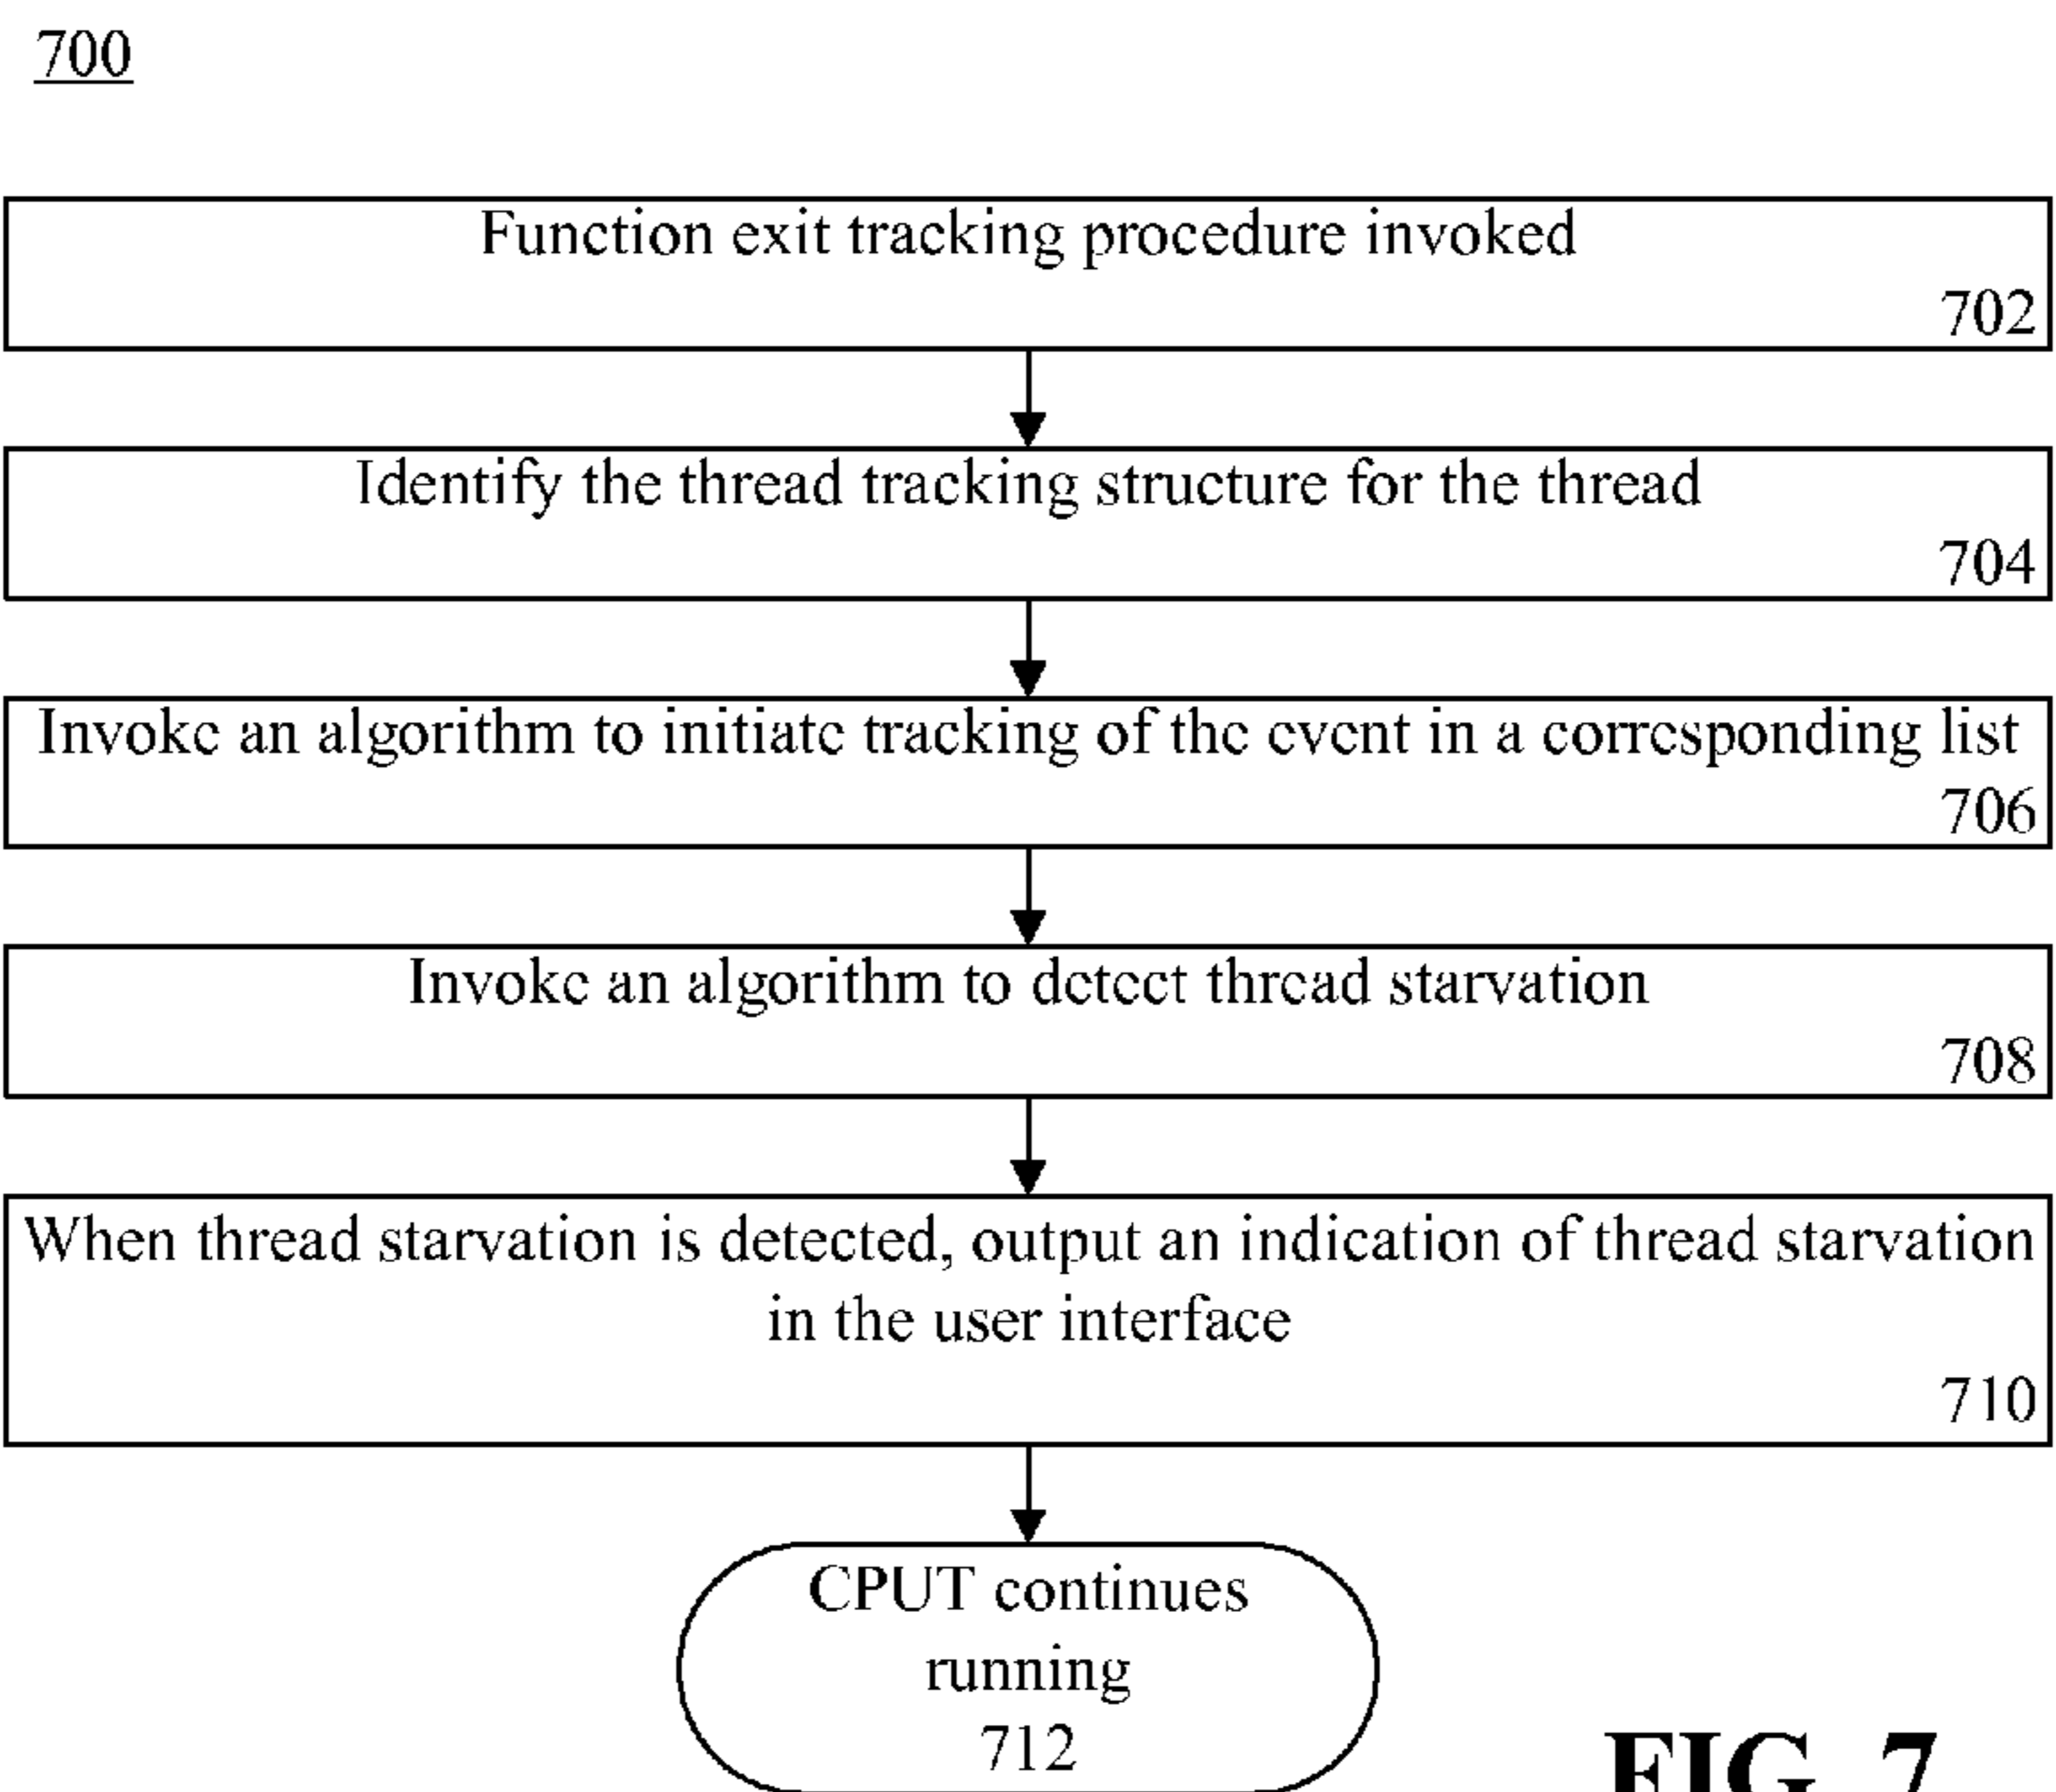 700
Function exit tracking procedure invoked
702
Identify the thread tracking structure for the thread
704
Invoke an algorithm to initiate tracking of the event in a corresponding list
706
Invoke an algorithm to detect thread starvation
708
When thread starvation is detected, output an indication of thread starvation
in the user interface
710
CPUT continues
running
712
FIG. 7